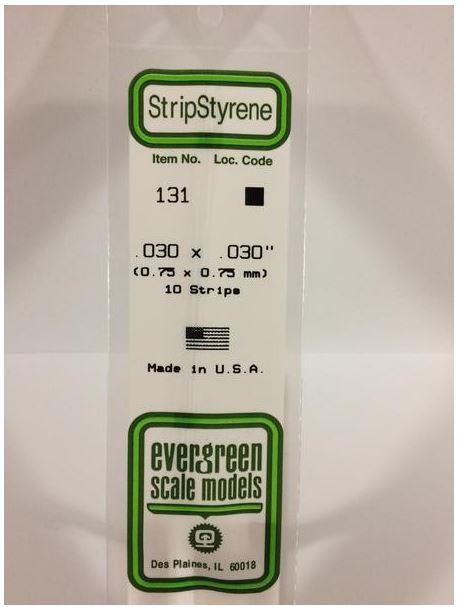 StripStyrene
Item No. Loc. Code
131
.030 x .030"
(0.75 x 0.75 mm)
10 Strips
Made in U.S.A.
evergreen
scale models
Des Plaines, IL 60018